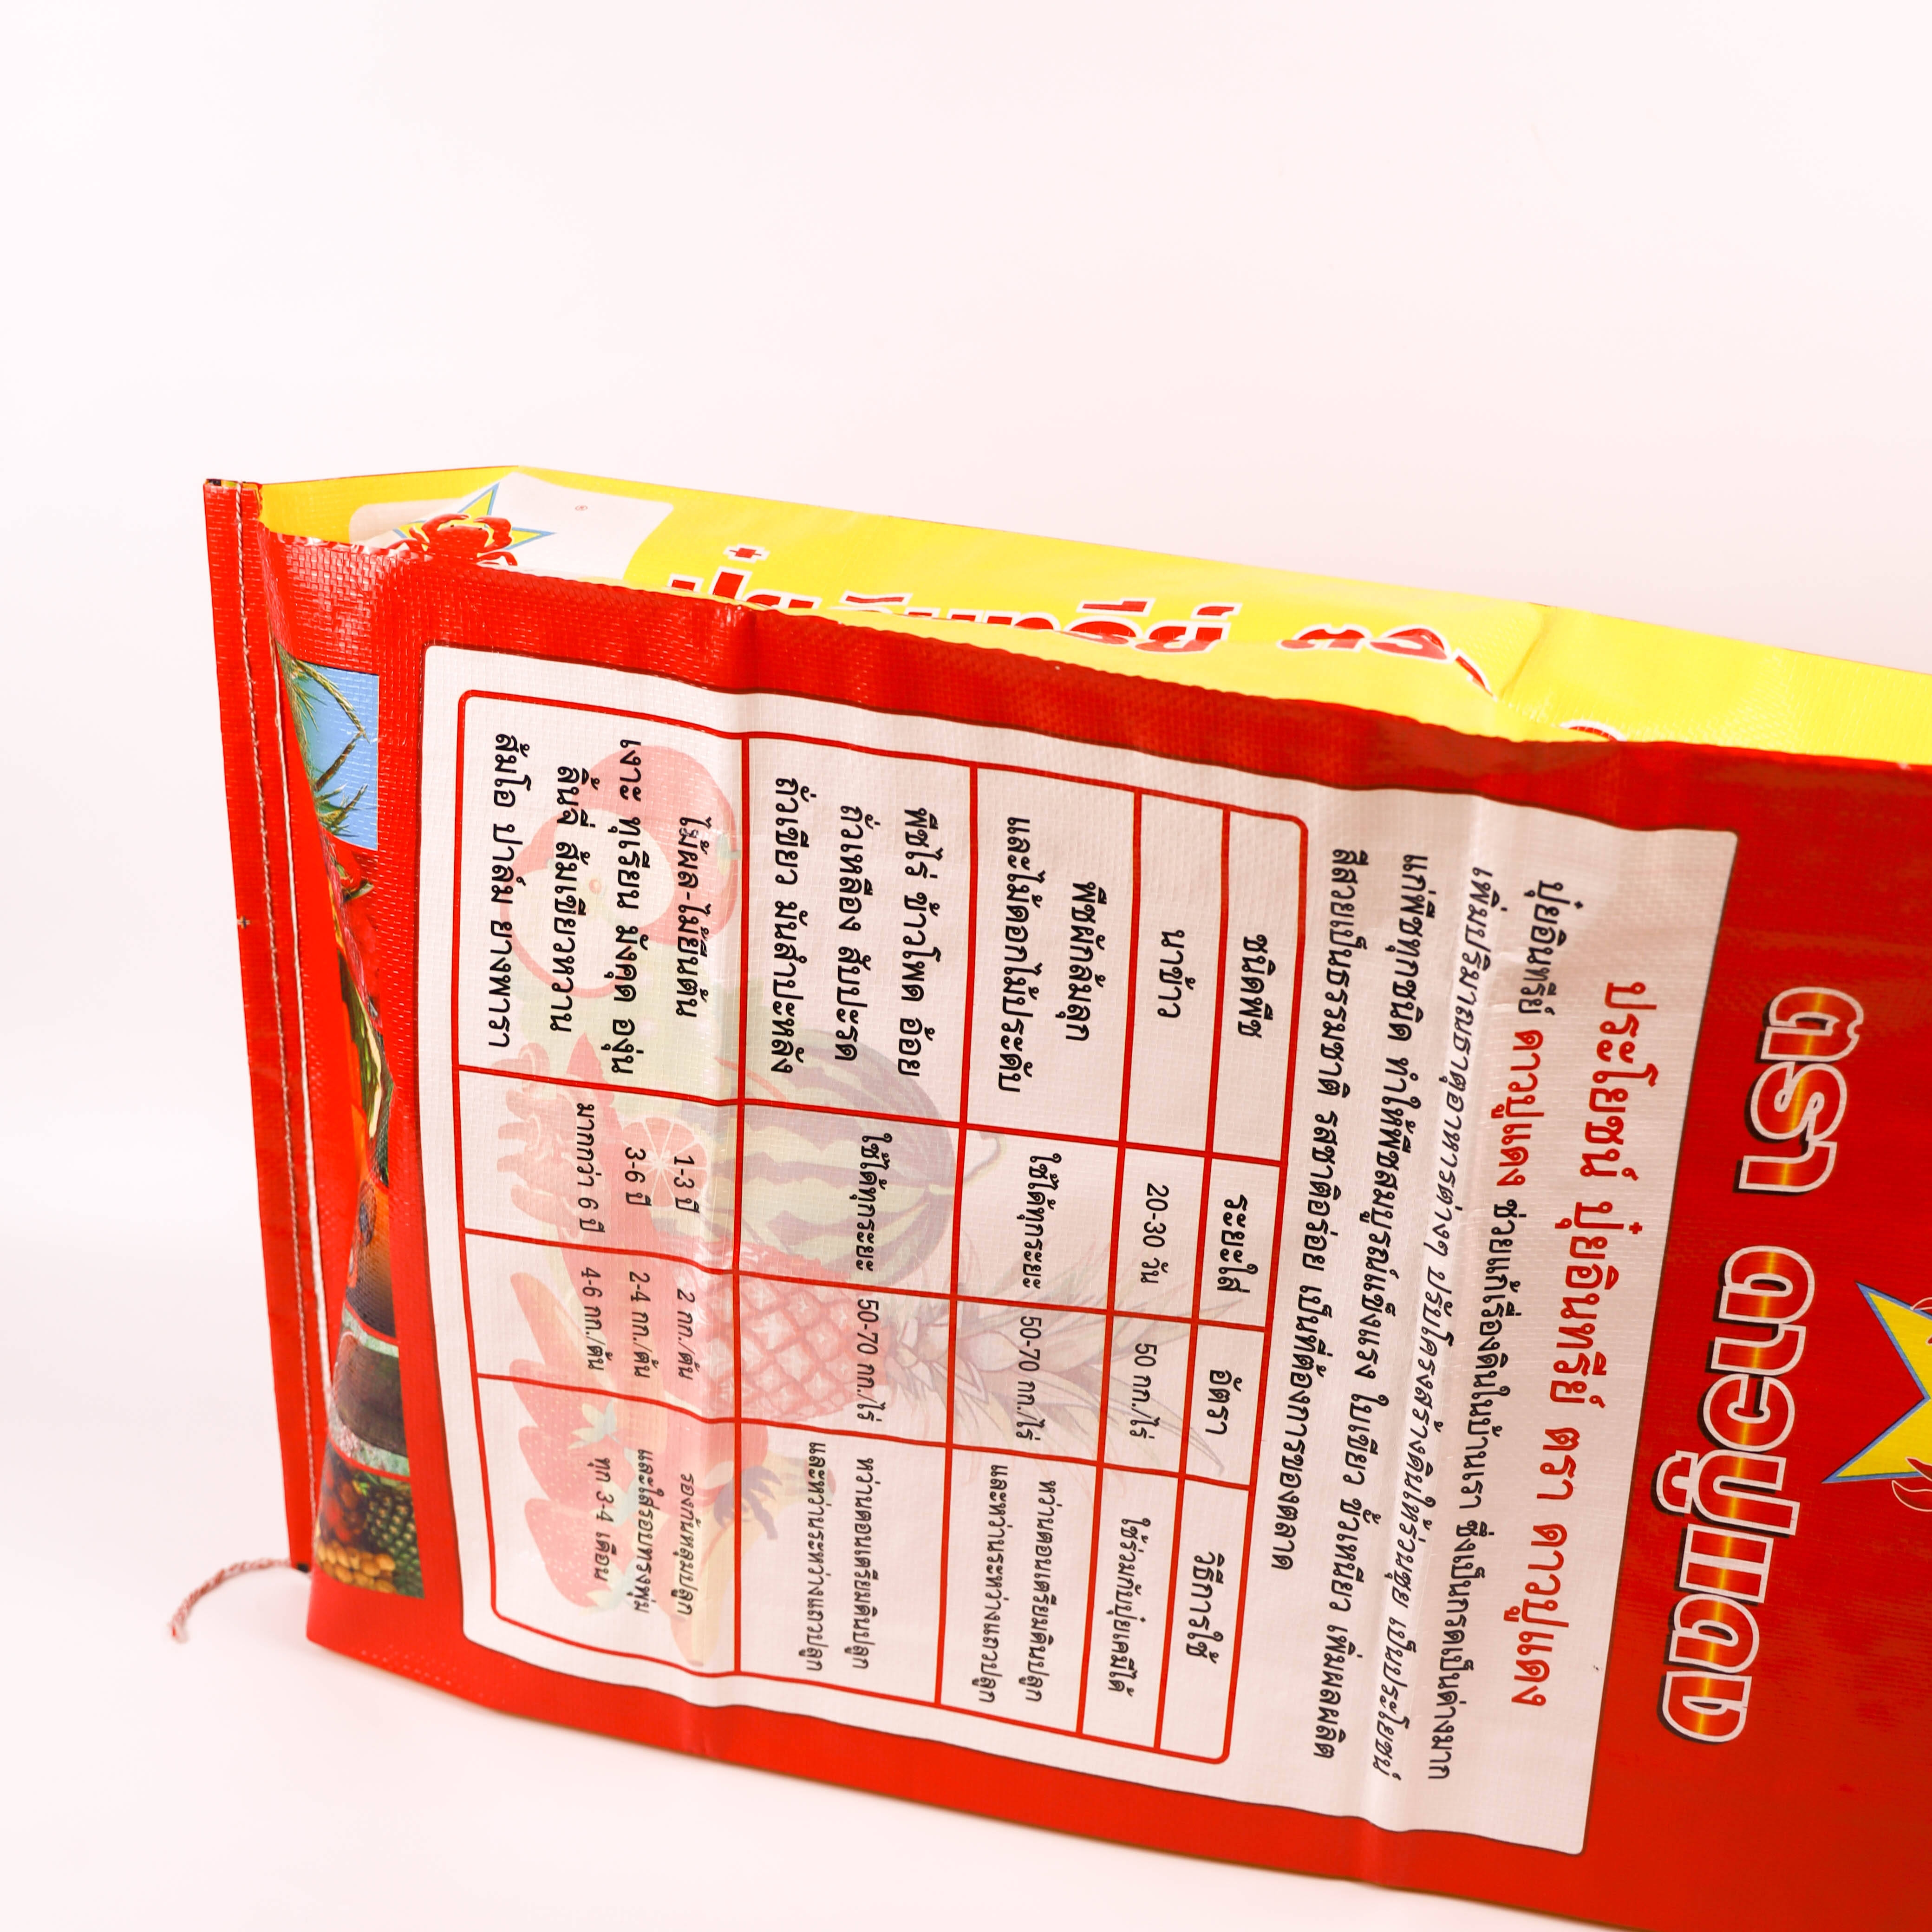 ตรา ดาวปูแดง
ประโยชน์ ปุ๋ยอินทรีย์ ตรา ดาวปูแดง
ปุ๋ยอินทรีย์ ดาวปูแดง ช่วยแก้เรื่องดินในบ้านเรา ซึ่งเป็นกรดเป็นด่างมาก
เพิ่มปริมาณธาตุอาหารต่างๆ ปรับโครงสร้างดินให้ร่วนซุย เป็นประโยชน์
แก่พืชทุกชนิด ทำให้พืชสมบูรณ์แข็งแรง ใบเขียว ขั้วเหนียว เพิ่มผลผลิต
สีสวยเป็นธรรมชาติ รสชาติอร่อย เป็นที่ต้องการของตลาด
ชนิดพืช ระยะใส่ อัตรา วิธีการใช้
นาข้าว 20-30 วัน 50 กก./ไร่ ใช้ร่วมกับปุ๋ยเคมีได้
พืชผักล้มลุก
และไม้ดอกไม้ประดับ ใช้ได้ทุกระยะ 50-70 กก./ไร่ หว่านตอนเตรียมดินปลูก
และหว่านระหว่างแถวปลูก
พืชไร่ ข้าวโพด อ้อย
ถั่วเหลือง สับปะรด
ถั่วเขียว มันสำปะหลัง ใช้ได้ทุกระยะ 50-70 กก./ไร่ หว่านตอนเตรียมดินปลูก
และหว่านระหว่างแถวปลูก
ไม้ผล-ไม้ยืนต้น 1-3 ปี 2 กก./ต้น รองก้นหลุมปลูก
เงาะ ทุเรียน มังคุด องุ่น 3-6 ปี 2-4 กก./ต้น และใส่รอบทรงพุ่ม
ลิ้นจี่ ส้มเขียวหวาน มากกว่า 6 ปี 4-6 กก./ต้น ทุก 3-4 เดือน
ส้มโอ ปาล์ม ยางพารา
ปุ๋ยอินทรีย์